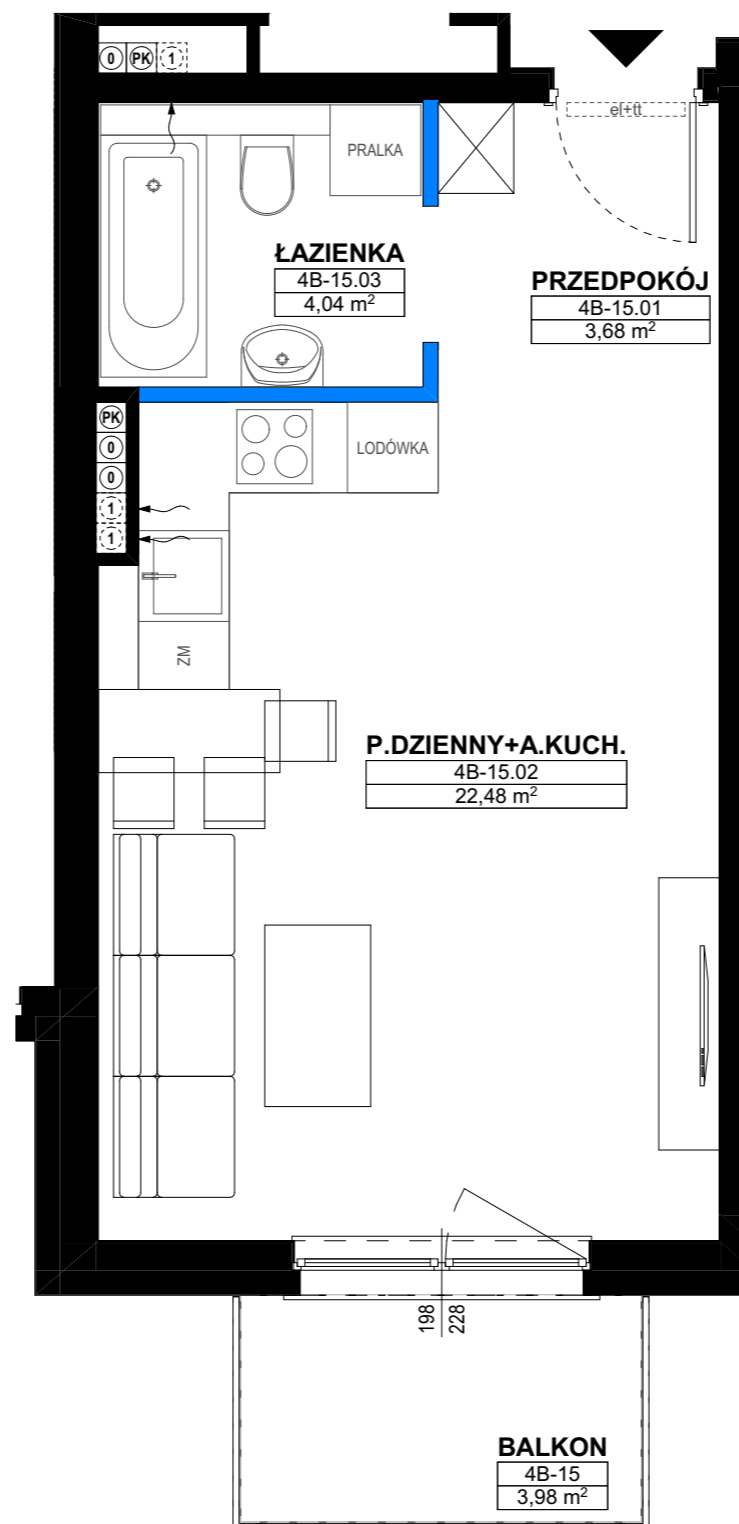 0 PK 1
el+tt
PRALKA
ŁAZIENKA
4B-15.03
4,04 m²
PRZEDPOKÓJ
4B-15.01
3,68 m²
PK
0
0
1
1
LODÓWKA
ZM
P.DZIENNY+A.KUCH.
4B-15.02
22,48 m²
198
228
BALKON
4B-15
3,98 m²